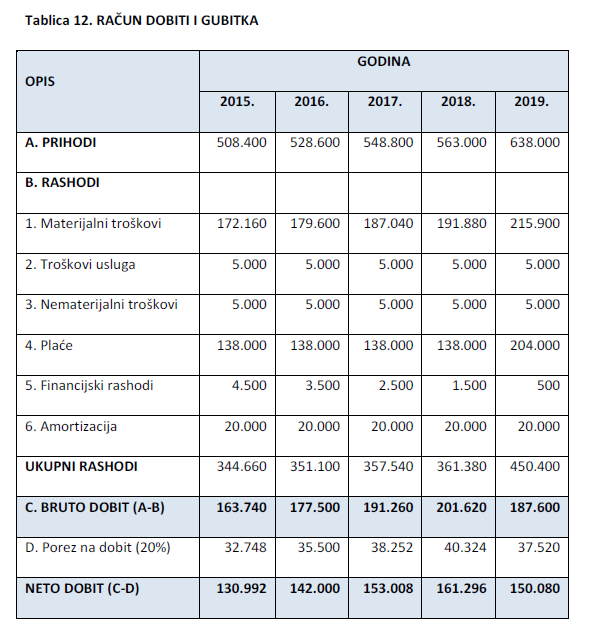 Tablica 12. RAČUN DOBITI I GUBITKA
OPIS
GODINA
2015. 2016. 2017. 2018. 2019.
A. PRIHODI 508.400 528.600 548.800 563.000 638.000
B. RASHODI
1. Materijalni troškovi 172.160 179.600 187.040 191.880 215.900
2. Troškovi usluga 5.000 5.000 5.000 5.000 5.000
3. Nematerijalni troškovi 5.000 5.000 5.000 5.000 5.000
4. Plaće 138.000 138.000 138.000 138.000 204.000
5. Financijski rashodi 4.500 3.500 2.500 1.500 500
6. Amortizacija 20.000 20.000 20.000 20.000 20.000
UKUPNI RASHODI 344.660 351.100 357.540 361.380 450.400
C. BRUTO DOBIT (A-B) 163.740 177.500 191.260 201.620 187.600
D. Porez na dobit (20%) 32.748 35.500 38.252 40.324 37.520
NETO DOBIT (C-D) 130.992 142.000 153.008 161.296 150.080